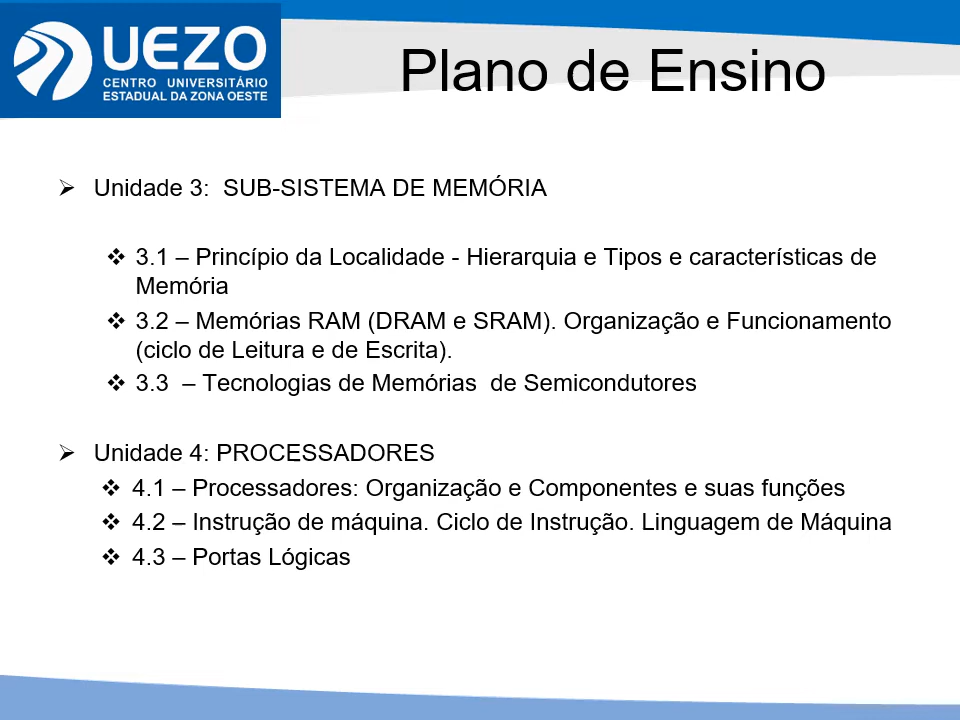 UEZO
CENTRO UNIVERSITÁRIO
ESTADUAL DA ZONA OESTE
Plano de Ensino
Unidade 3: SUB-SISTEMA DE MEMÓRIA
3.1 – Princípio da Localidade - Hierarquia e Tipos e características de
Memória
3.2 – Memórias RAM (DRAM e SRAM). Organização e Funcionamento
(ciclo de Leitura e de Escrita).
3.3 – Tecnologias de Memórias de Semicondutores
Unidade 4: PROCESSADORES
4.1 – Processadores: Organização e Componentes e suas funções
4.2 – Instrução de máquina. Ciclo de Instrução. Linguagem de Máquina
4.3 – Portas Lógicas